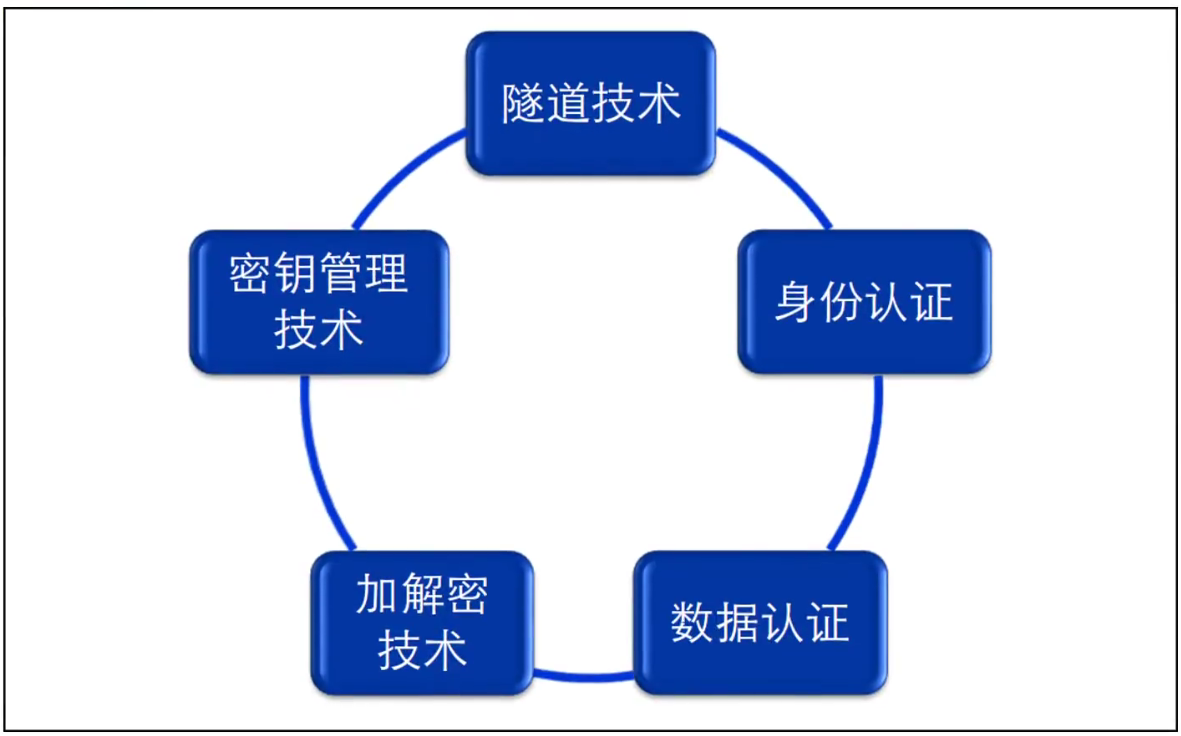 隧道技术
密钥管理
技术
身份认证
加解密
技术
数据认证